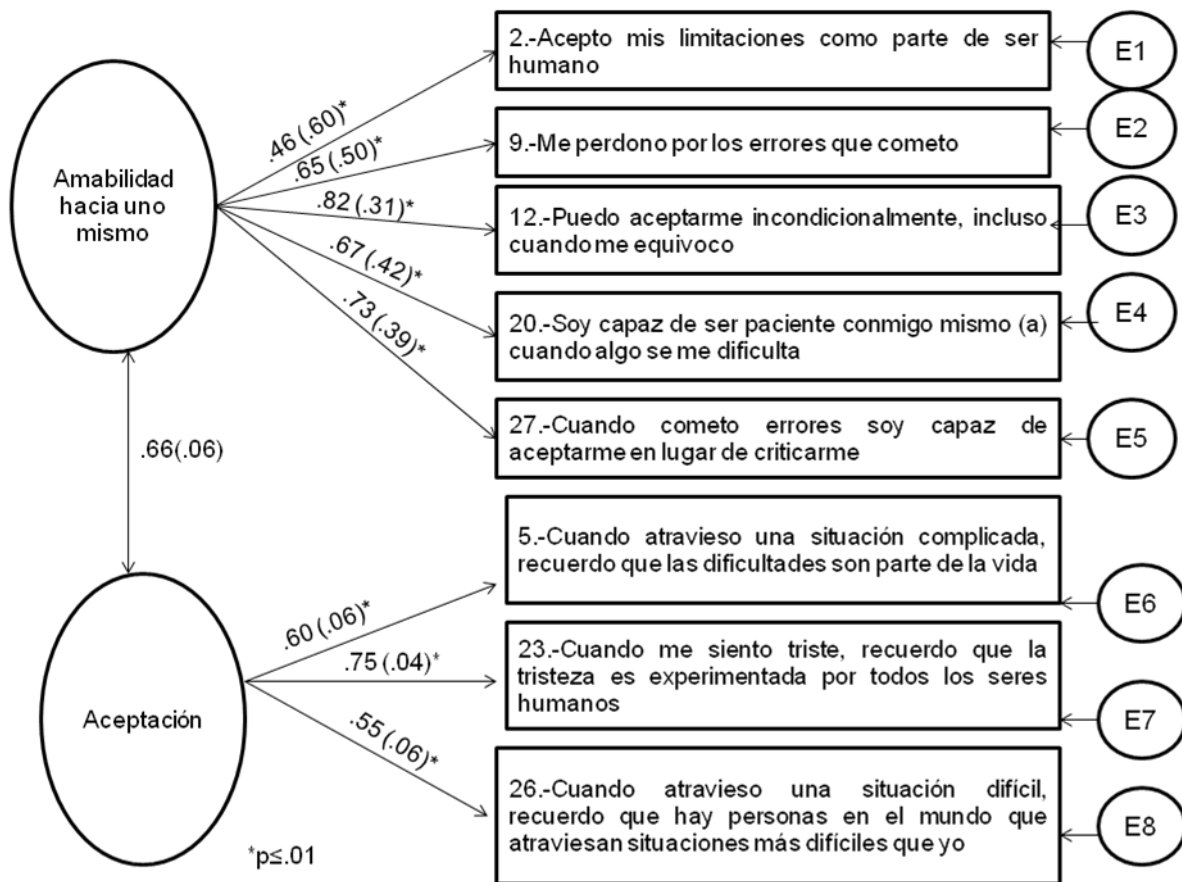 Amabilidad
hacia uno
mismo
.46 (.60)*
.65 (.50)*
.82 (.31)*
.67 (.42)*
.73 (.39)*
2.-Acepto mis limitaciones como parte de ser
humano
E1
9.-Me perdono por los errores que cometo
E2
12.-Puedo aceptarme incondicionalmente, incluso
cuando me equivoco
E3
20.-Soy capaz de ser paciente conmigo mismo (a)
cuando algo se me dificulta
E4
27.-Cuando cometo errores soy capaz de
aceptarme en lugar de criticarme
E5
.66(.06)
Aceptación
.60 (.06)*
.75 (.04)*
.55 (.06)*
5.-Cuando atravieso una situación complicada,
recuerdo que las dificultades son parte de la vida
E6
23.-Cuando me siento triste, recuerdo que la
tristeza es experimentada por todos los seres
humanos
E7
26.-Cuando atravieso una situación difícil,
recuerdo que hay personas en el mundo que
atraviesan situaciones más difíciles que yo
E8
*p≤.01